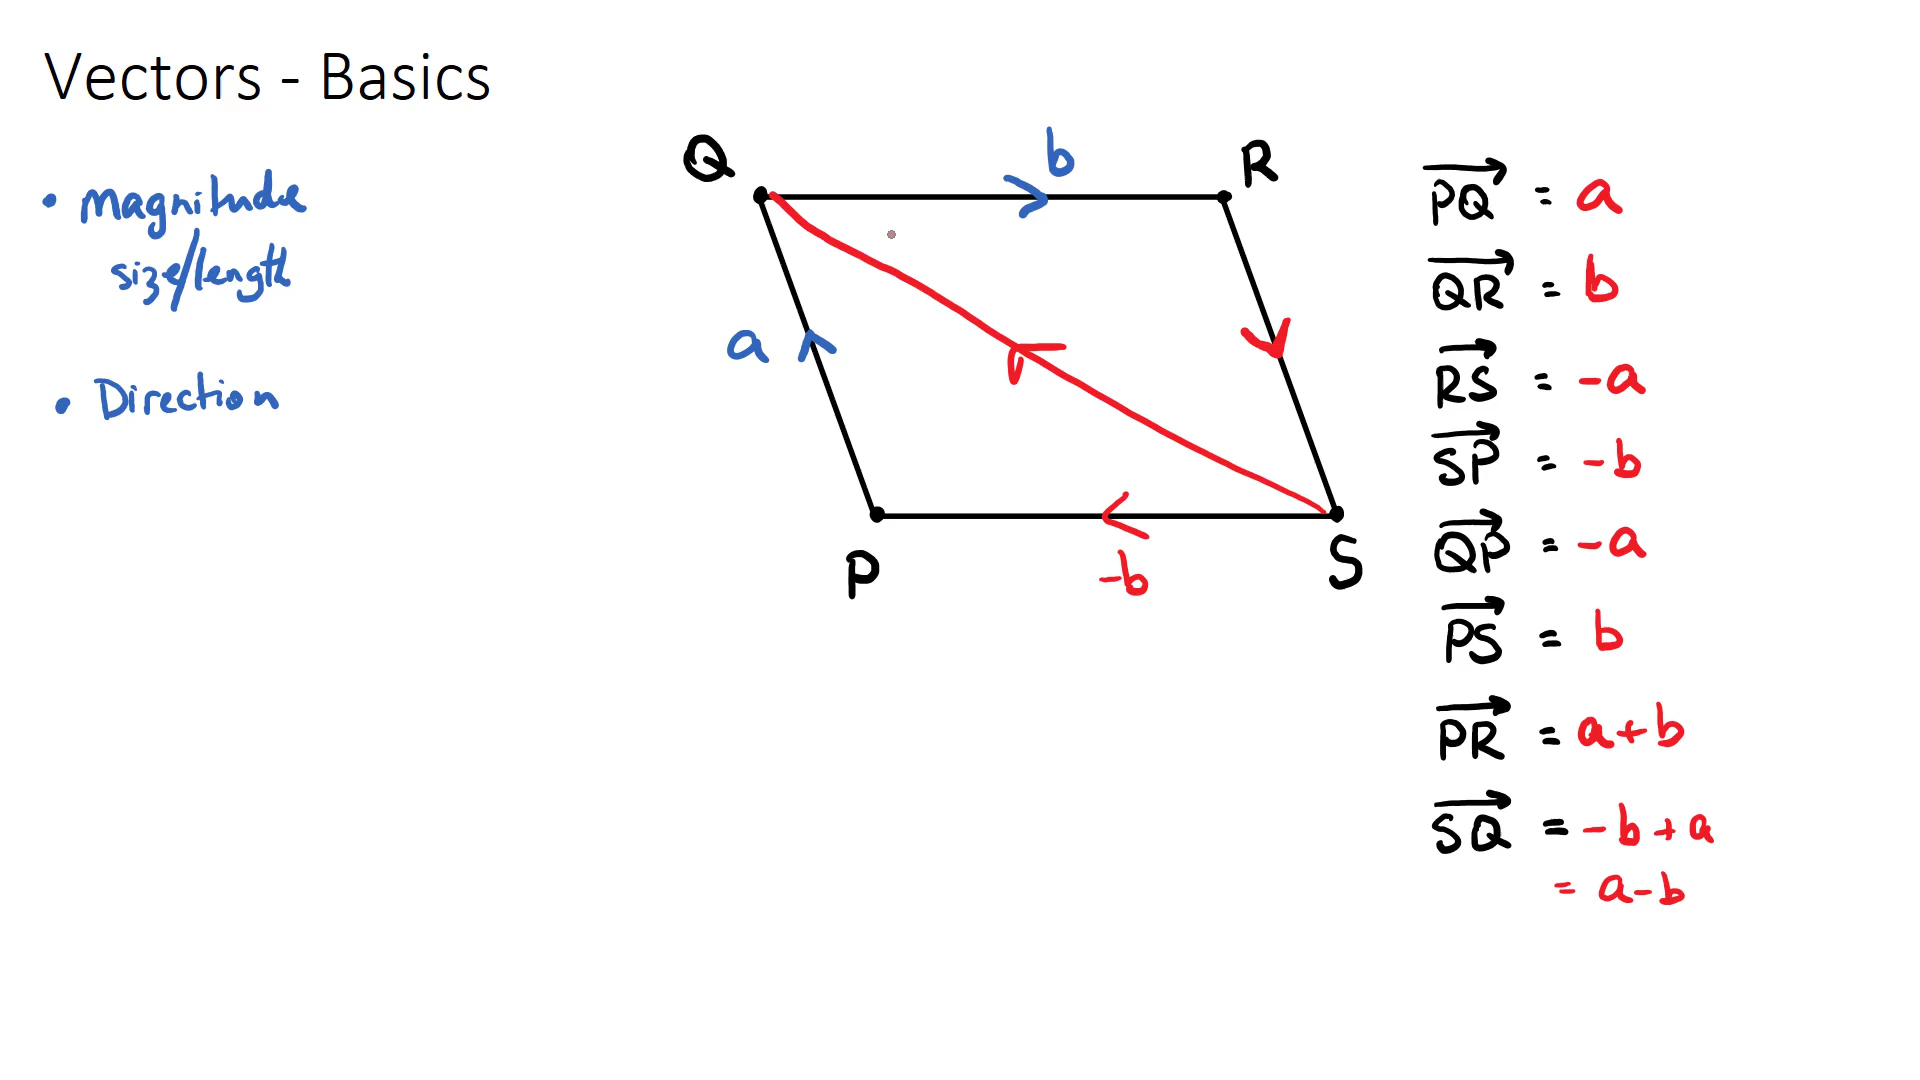 Vectors - Basics
• Magnitude
size/length
• Direction
Q
b
R
a
P
-b
S
PQ = a
QR = b
RS = -a
SP = -b
QP = -a
PS = b
PR = a+b
SQ = -b+a
= a-b